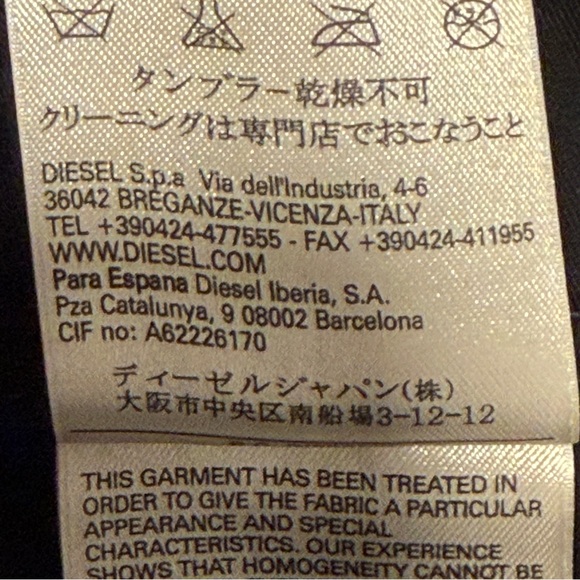 タンブラー乾燥不可
クリーニングは専門店でおこなうこと
DIESEL S.p.a Via dell'Industria, 4-6
36042 BREGANZE-VICENZA-ITALY
TEL +390424-477555 - FAX +390424-411955
WWW.DIESEL.COM
Para Espana Diesel Iberia, S.A.
Pza Catalunya, 9 08002 Barcelona
CIF no: A62226170
ディーゼルジャパン(株)
大阪市中央区南船場3-12-12
THIS GARMENT HAS BEEN TREATED IN
ORDER TO GIVE THE FABRIC A PARTICULAR
APPEARANCE AND SPECIAL
CHARACTERISTICS. OUR EXPERIENCE
SHOWS THAT HOMOGENEITY CANNOT BE